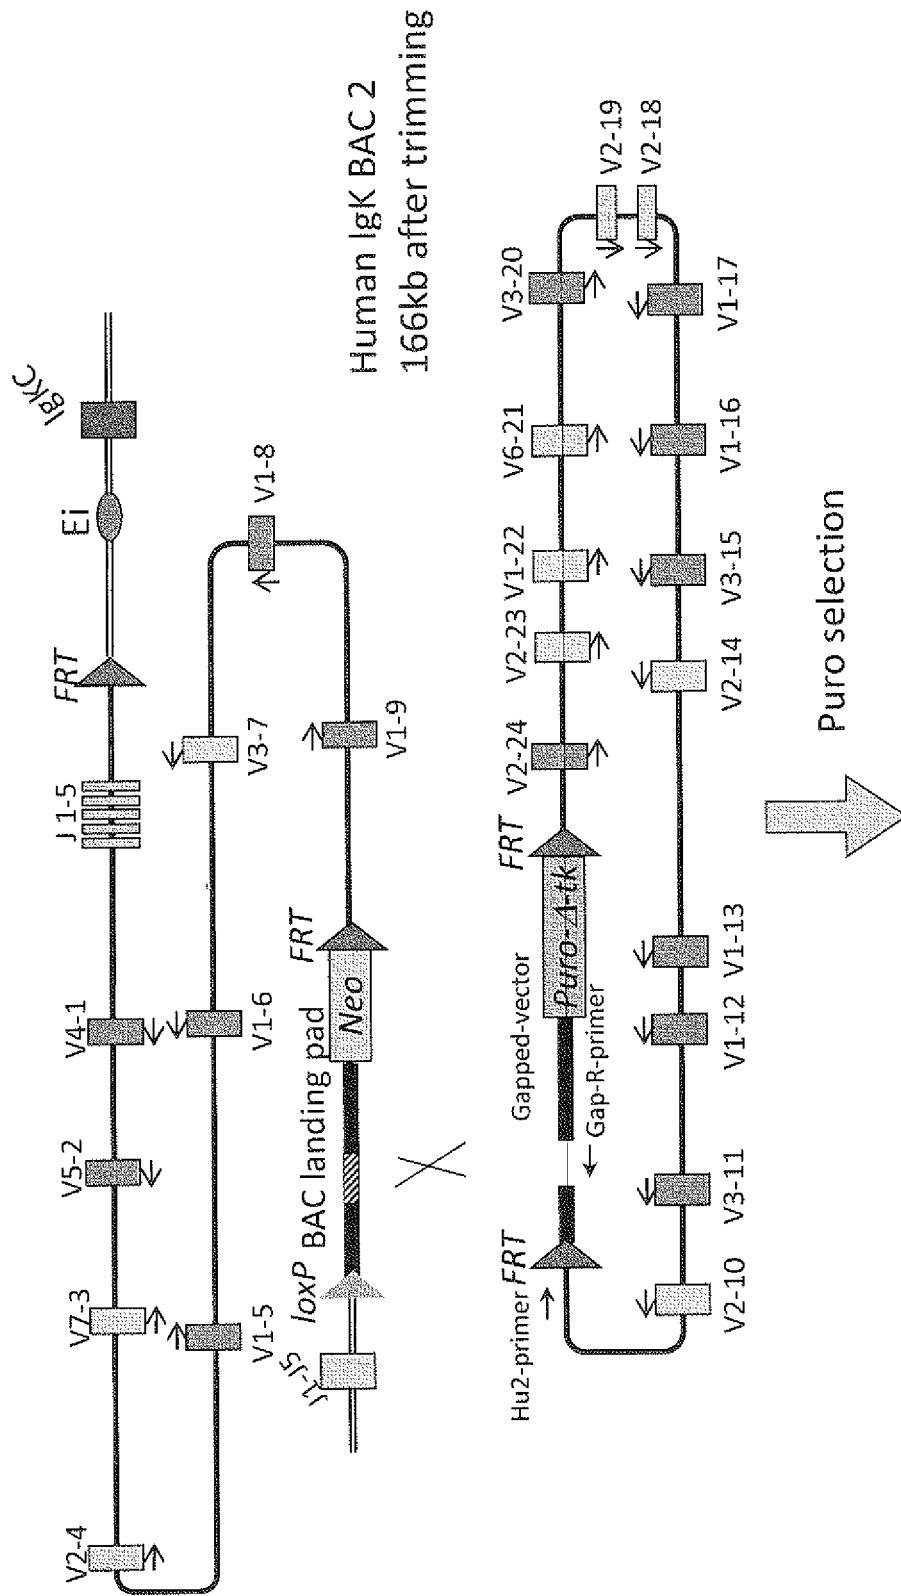 IgKC
Ei
FRT
J 1-5
V4-1
V5-2
V7-3
V2-4
V1-5
V1-6
V3-7
V1-8
V1-9
FRT
Neo
BAC landing pad
loxP
J1-J5
Human IgK BAC 2
166kb after trimming
Hu2-primer
FRT
Gapped-vector
Gap-R-primer
Puro-Δ-tk
FRT
V2-24
V2-23
V1-22
V6-21
V3-20
V2-19
V2-18
V1-17
V1-16
V3-15
V2-14
V1-13
V1-12
V3-11
V2-10
Puro selection